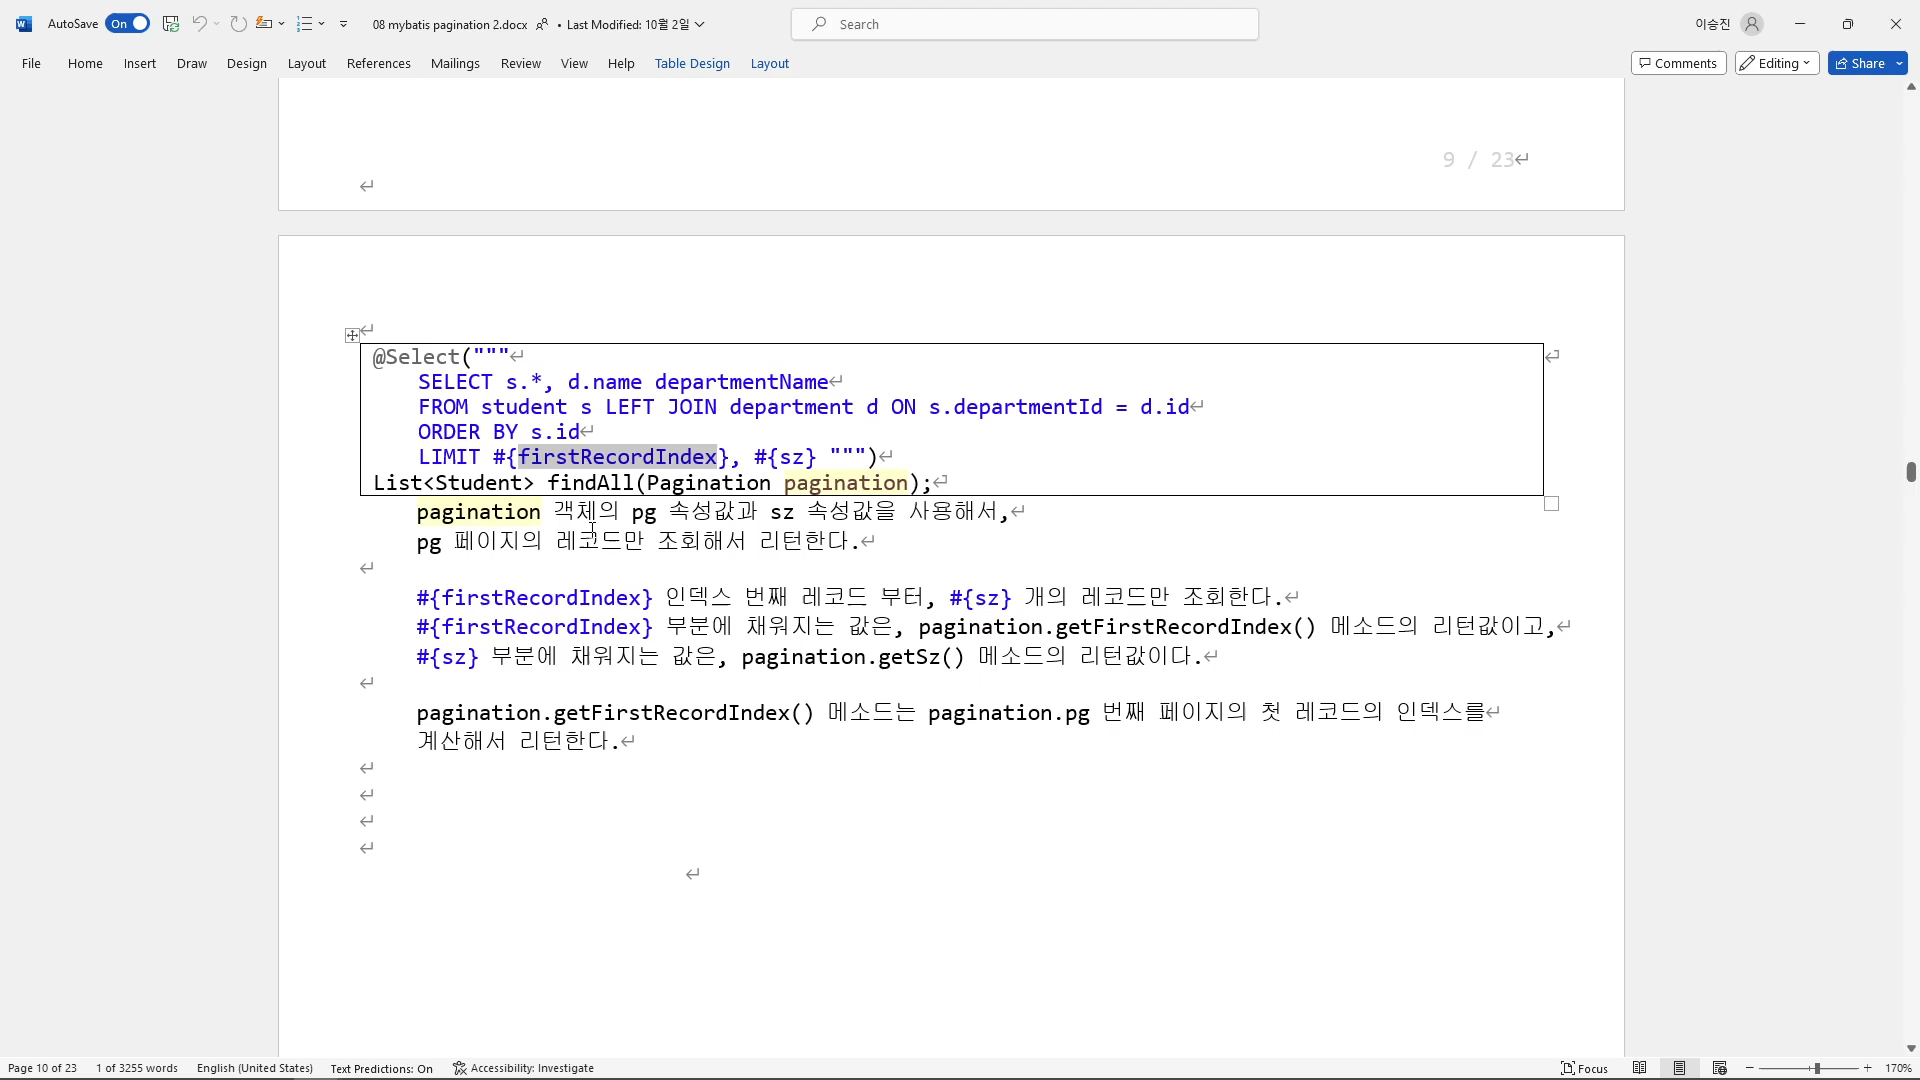 AutoSave On 08 mybatis pagination 2.docx • Last Modified: 10월 2일 Search 이승진
File Home Insert Draw Design Layout References Mailings Review View Help Table Design Layout Comments Editing Share
9 / 23
@Select("""
SELECT s.*, d.name departmentName
FROM student s LEFT JOIN department d ON s.departmentId = d.id
ORDER BY s.id
LIMIT #{firstRecordIndex}, #{sz} """)
List<Student> findAll(Pagination pagination);
pagination 객체의 pg 속성값과 sz 속성값을 사용해서,
pg 페이지의 레코드만 조회해서 리턴한다.
#{firstRecordIndex} 인덱스 번째 레코드 부터, #{sz} 개의 레코드만 조회한다.
#{firstRecordIndex} 부분에 채워지는 값은, pagination.getFirstRecordIndex() 메소드의 리턴값이고,
#{sz} 부분에 채워지는 값은, pagination.getSz() 메소드의 리턴값이다.
pagination.getFirstRecordIndex() 메소드는 pagination.pg 번째 페이지의 첫 레코드의 인덱스를
계산해서 리턴한다.
Page 10 of 23 1 of 3255 words English (United States) Text Predictions: On Accessibility: Investigate Focus 170%